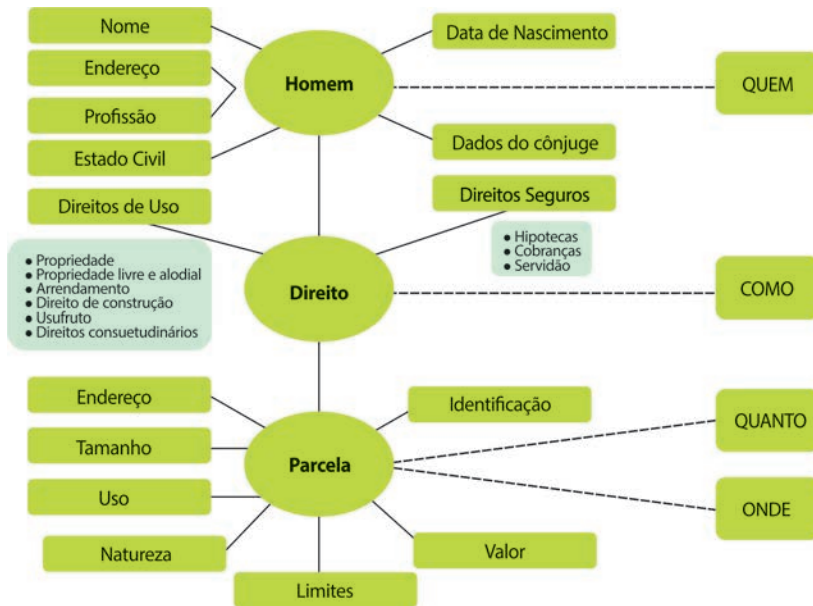 Nome
Data de Nascimento
Endereço
Homem
QUEM
Profissão
Estado Civil
Dados do cônjuge
Direitos de Uso
Direitos Seguros
• Hipotecas
• Cobranças
• Servidão
• Propriedade
• Propriedade livre e alodial
• Arrendamento
• Direito de construção
• Usufruto
• Direitos consuetudinários
Direito
COMO
Endereço
Identificação
QUANTO
Tamanho
Parcela
Uso
ONDE
Natureza
Valor
Limites